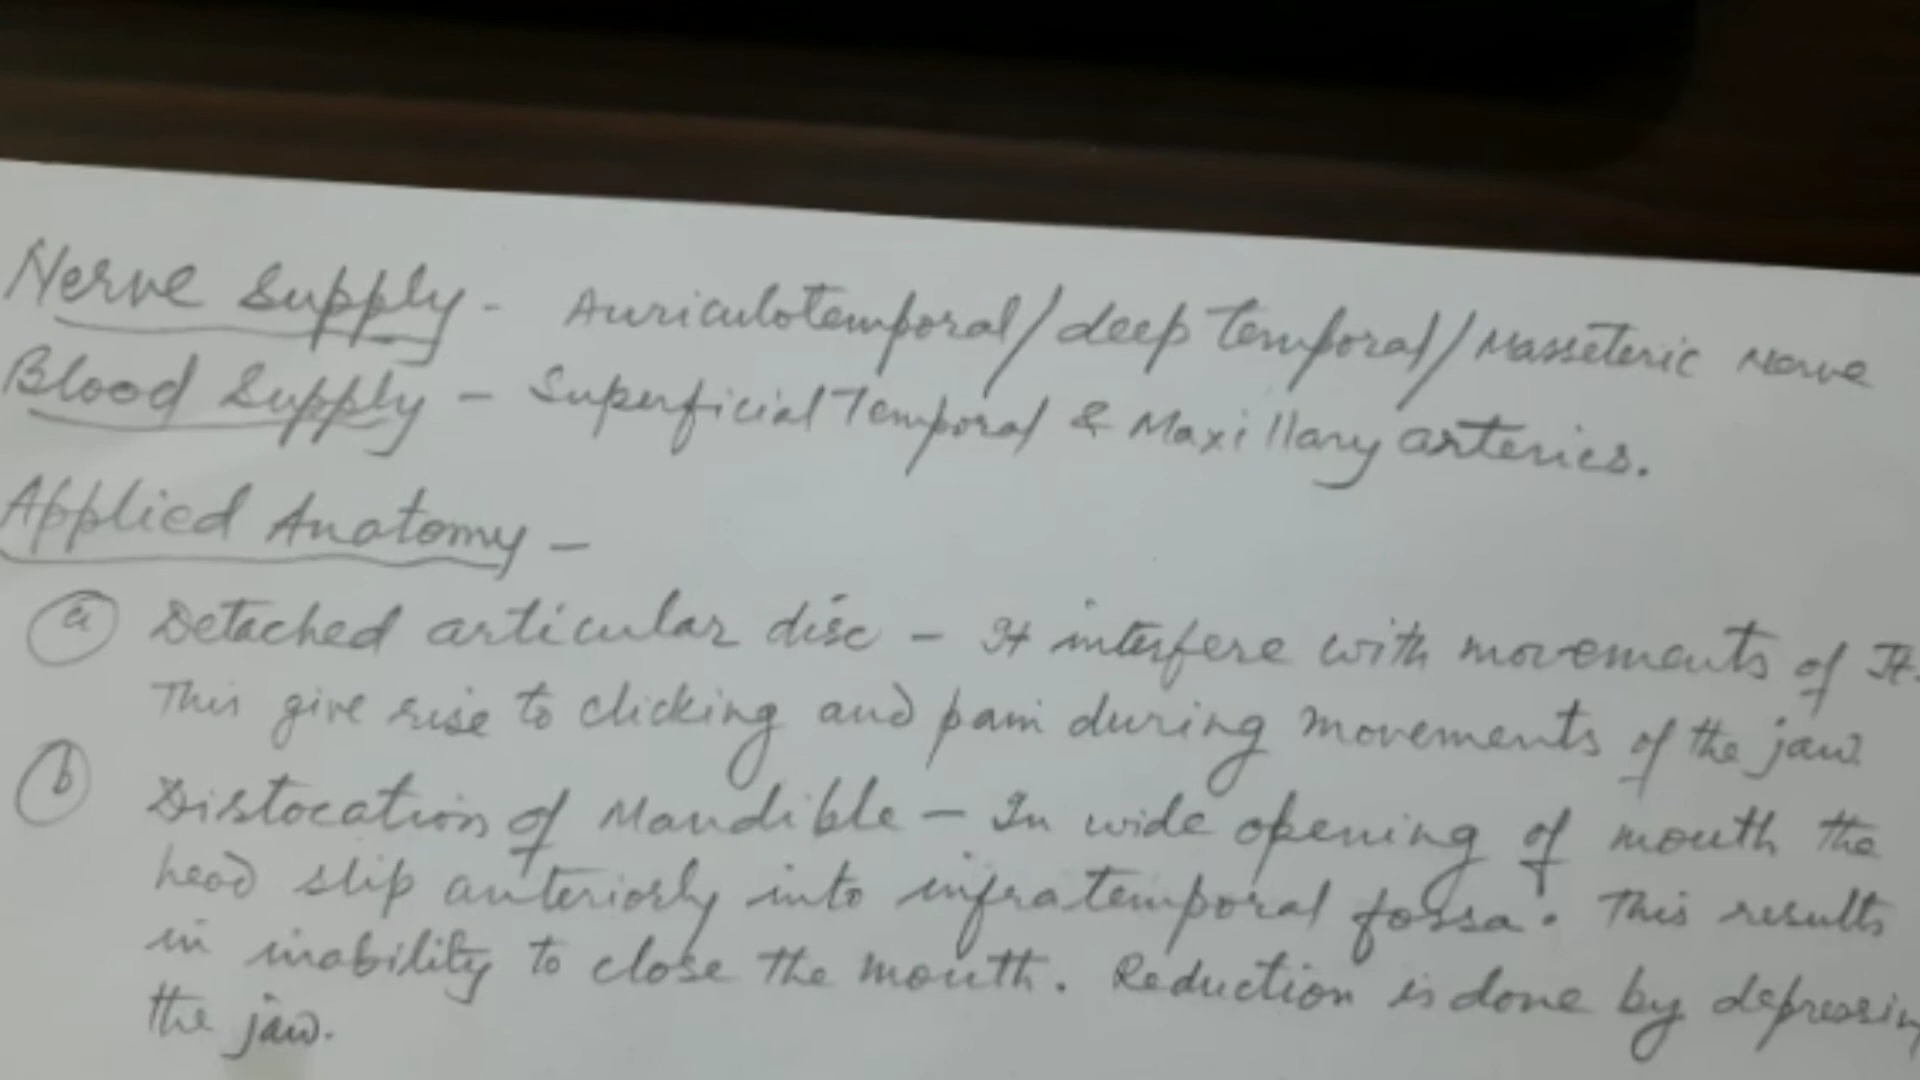 Nerve Supply - Auriculotemporal/deep temporal/Masseteric Nerve
Blood Supply - Superficial Temporal & Maxillary arteries.
Applied Anatomy -
(a) Detached articular disc - It interfere with movements of Jt.
This give rise to clicking and pain during movements of the jaw
(b) Distocation of Mandible - In wide opening of mouth the
head slip anteriorly into infratemporal fossa. This results
in inability to close the mouth. Reduction is done by depressing
the jaw.